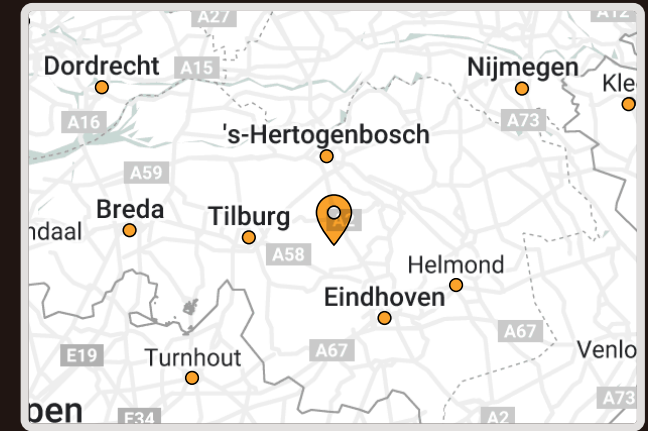 A27
A12
Dordrecht
A15
Nijmegen
Kle
A16
A73
's-Hertogenbosch
A59
Breda
Tilburg
A2
ndaal
A58
Helmond
Eindhoven
A67
E19
Turnhout
A67
Venlo
A73
pen
E34
A2